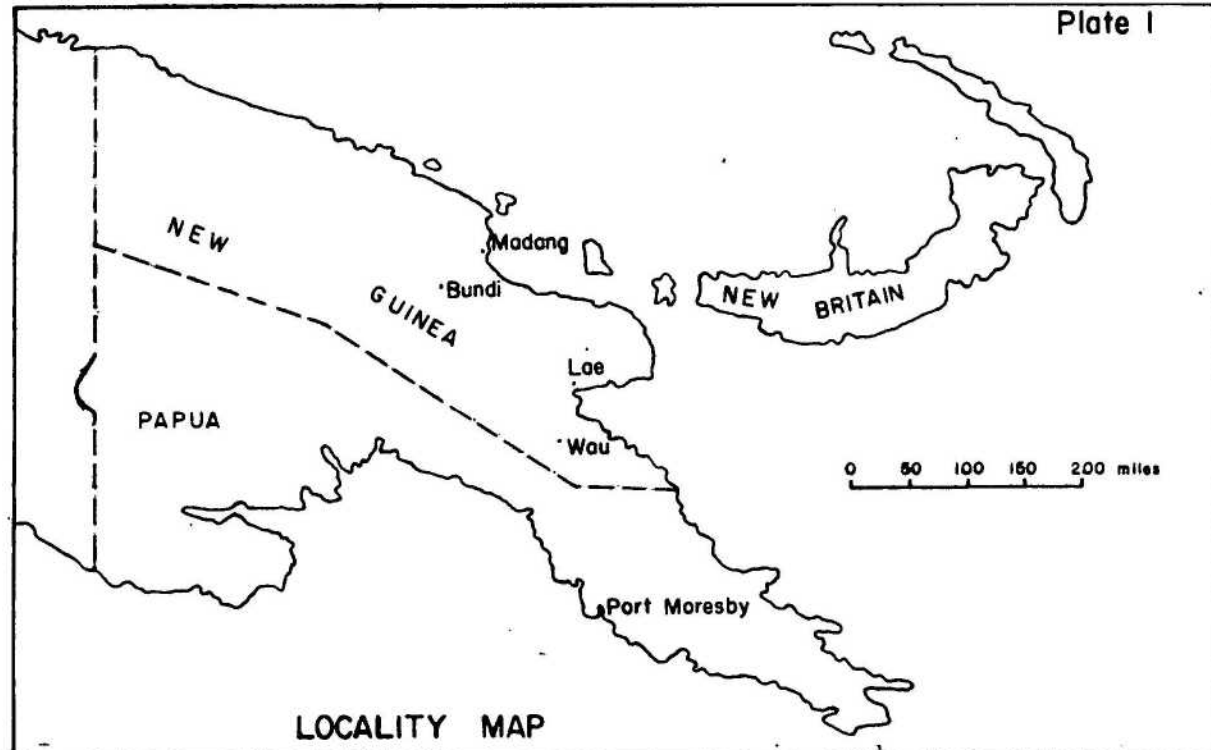 Plate 1
NEW
GUINEA
Madang
Bundi
NEW BRITAIN
Lae
PAPUA
Wau
0 50 100 150 200 miles
Port Moresby
LOCALITY MAP